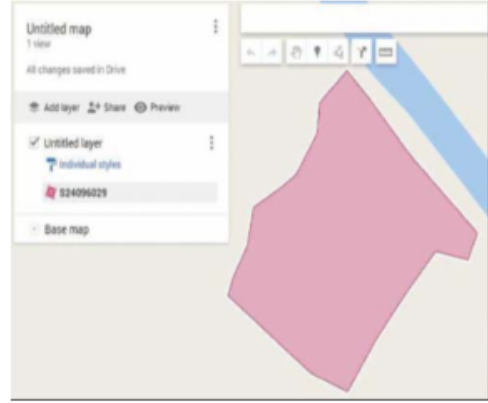 Untitled map
1 view
All changes saved in Drive
Add layer Share Preview
Untitled layer
Individual styles
S24096029
Base map